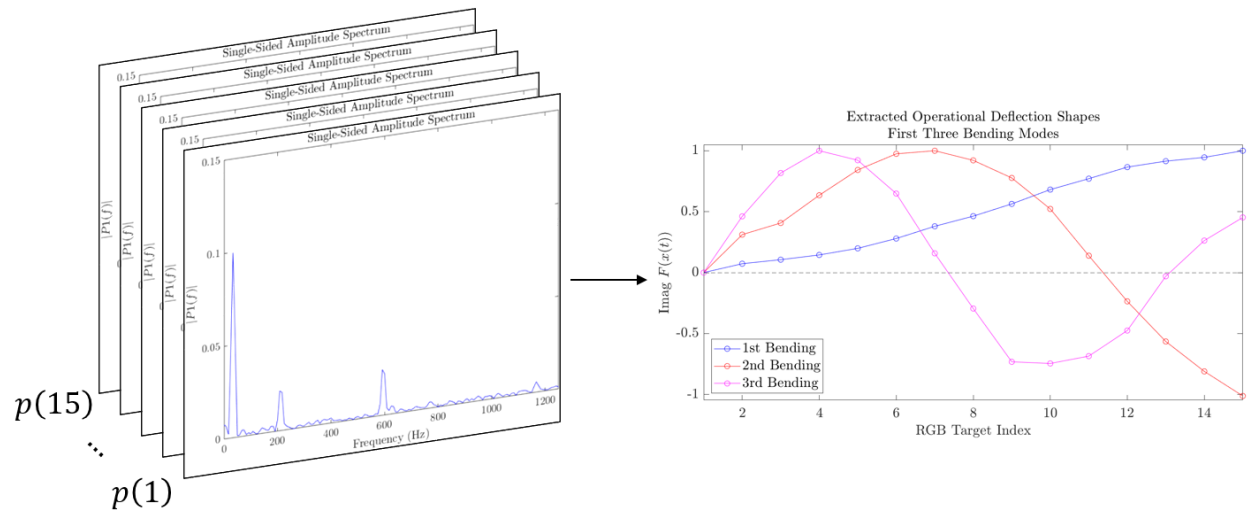 Single-Sided Amplitude Spectrum
0.15
Single-Sided Amplitude Spectrum
0.15
Single-Sided Amplitude Spectrum
0.15
Single-Sided Amplitude Spectrum
0.15
Single-Sided Amplitude Spectrum
0.15
0.1
0.05
0
|P1(f)|
|P1(f)|
|P1(f)|
|P1(f)|
|P1(f)|
0 200 400 600 800 1000 1200
Frequency (Hz)
p(15)
...
p(1)
Extracted Operational Deflection Shapes
First Three Bending Modes
1
0.5
0
-0.5
-1
Imag F(x(t))
1st Bending
2nd Bending
3rd Bending
2 4 6 8 10 12 14
RGB Target Index